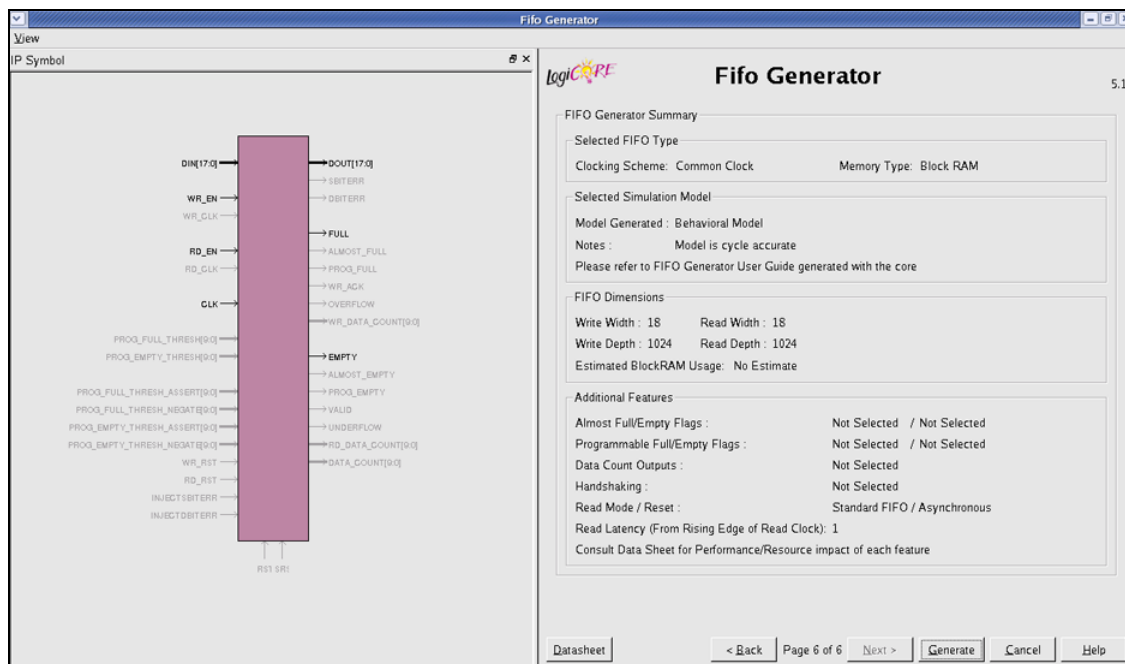 Fifo Generator
View
IP Symbol
DIN[17:0]
WR_EN
WR_CLK
RD_EN
RD_CLK
CLK
PROG_FULL_THRESH[9:0]
PROG_EMPTY_THRESH[9:0]
PROG_FULL_THRESH_ASSERT[9:0]
PROG_FULL_THRESH_NEGATE[9:0]
PROG_EMPTY_THRESH_ASSERT[9:0]
PROG_EMPTY_THRESH_NEGATE[9:0]
WR_RST
RD_RST
INJECTSBITERR
INJECTDBITERR
DOUT[17:0]
SBITERR
DBITERR
FULL
ALMOST_FULL
PROG_FULL
WR_ACK
OVERFLOW
WR_DATA_COUNT[9:0]
EMPTY
ALMOST_EMPTY
PROG_EMPTY
VALID
UNDERFLOW
RD_DATA_COUNT[9:0]
DATA_COUNT[9:0]
LogiCORE
Fifo Generator
5.1
FIFO Generator Summary
Selected FIFO Type
Clocking Scheme: Common Clock Memory Type: Block RAM
Selected Simulation Model
Model Generated : Behavioral Model
Notes : Model is cycle accurate
Please refer to FIFO Generator User Guide generated with the core
FIFO Dimensions
Write Width : 18 Read Width : 18
Write Depth : 1024 Read Depth : 1024
Estimated BlockRAM Usage: No Estimate
Additional Features
Almost Full/Empty Flags : Not Selected / Not Selected
Programmable Full/Empty Flags : Not Selected / Not Selected
Data Count Outputs : Not Selected
Handshaking : Not Selected
Read Mode / Reset : Standard FIFO / Asynchronous
Read Latency (From Rising Edge of Read Clock): 1
Consult Data Sheet for Performance/Resource impact of each feature
Datasheet < Back Page 6 of 6 Next > Generate Cancel Help